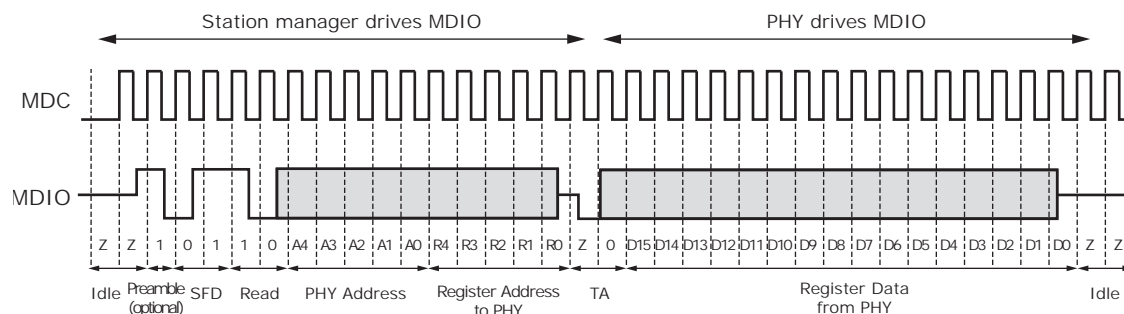 Station manager drives MDIO PHY drives MDIO
MDC
MDIO
Z Z 1 0 1 1 0 A4 A3 A2 A1 A0 R4 R3 R2 R1 R0 Z 0 D15 D14 D13 D12 D11 D10 D9 D8 D7 D6 D5 D4 D3 D2 D1 D0 Z Z
Idle Preamble SFD Read PHY Address Register Address TA Register Data Idle
(optional) to PHY from PHY